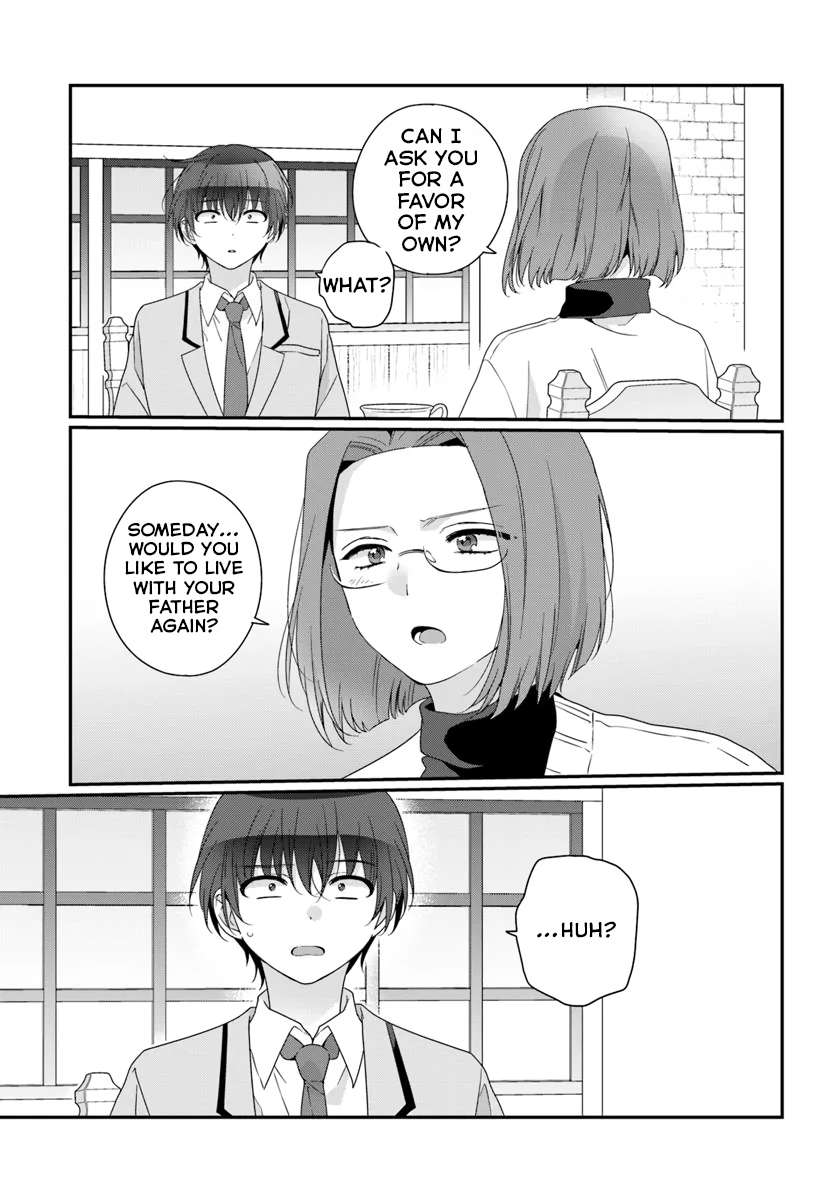 CAN I
ASK YOU
FOR A
FAVOR
OF MY
OWN?
WHAT?
SOMEDAY...
WOULD YOU
LIKE TO LIVE
WITH YOUR
FATHER
AGAIN?
...HUH?